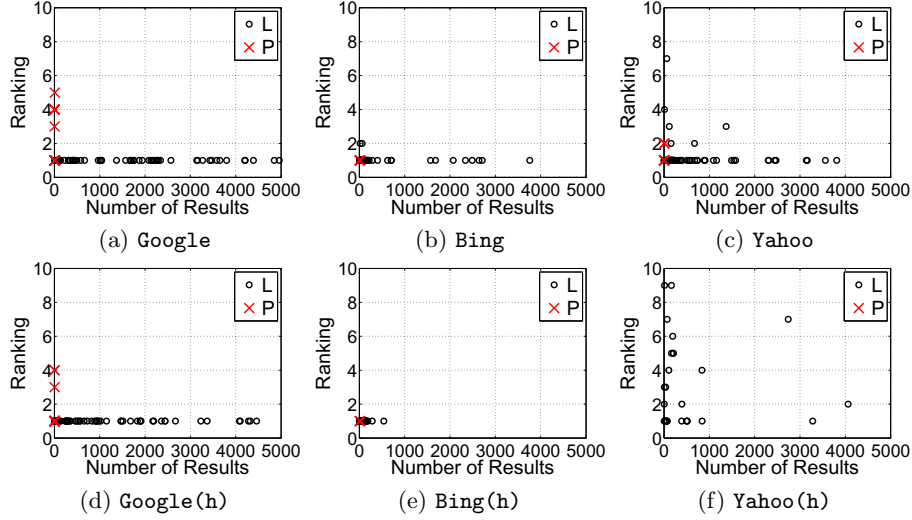 10
8
6
4
2
0
Ranking
0 1000 2000 3000 4000 5000
Number of Results
L
P
(a) Google
10
8
6
4
2
0
Ranking
0 1000 2000 3000 4000 5000
Number of Results
L
P
(b) Bing
10
8
6
4
2
0
Ranking
0 1000 2000 3000 4000 5000
Number of Results
L
P
(c) Yahoo
10
8
6
4
2
0
Ranking
0 1000 2000 3000 4000 5000
Number of Results
L
P
(d) Google(h)
10
8
6
4
2
0
Ranking
0 1000 2000 3000 4000 5000
Number of Results
L
P
(e) Bing(h)
10
8
6
4
2
0
Ranking
0 1000 2000 3000 4000 5000
Number of Results
L
P
(f) Yahoo(h)